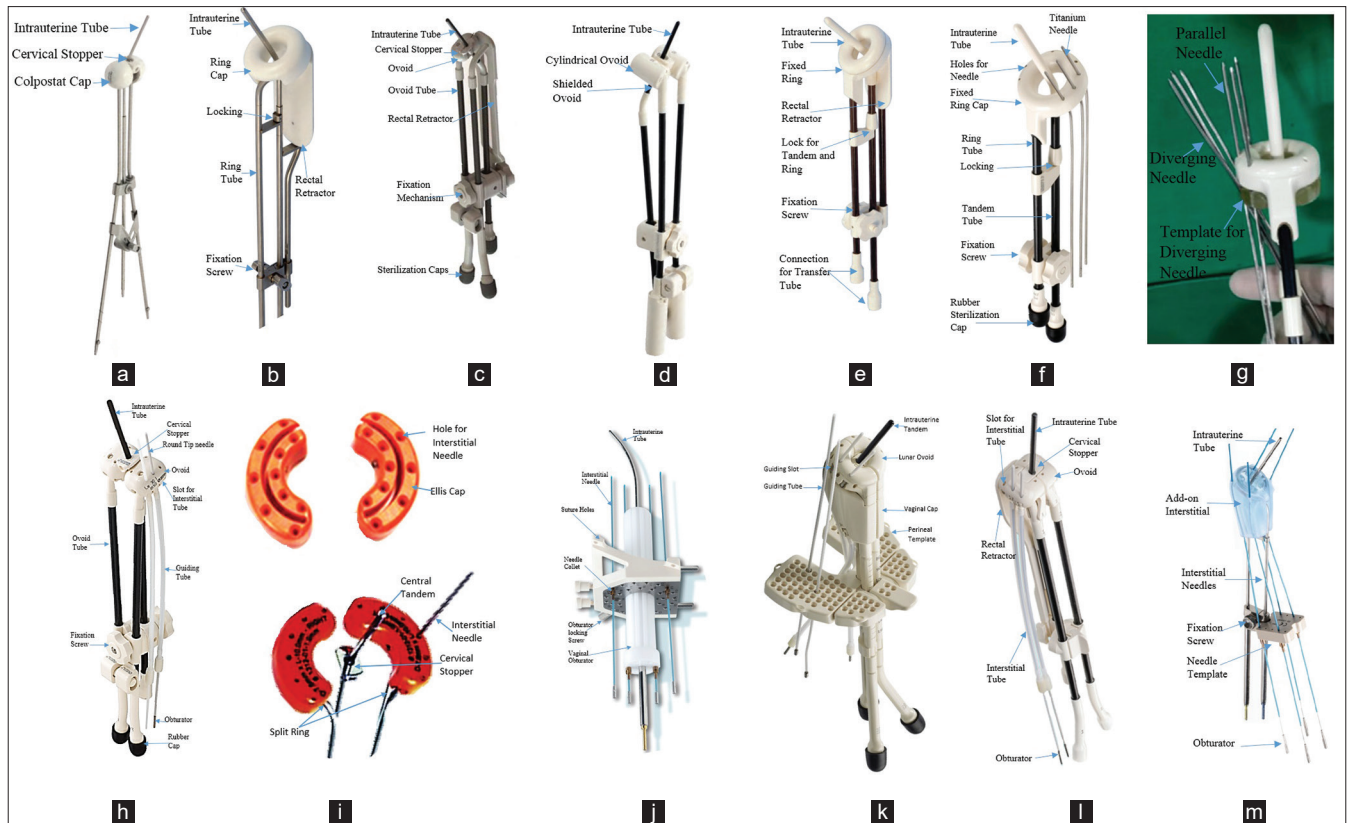 Intrauterine Tube
Cervical Stopper
Colpostat Cap
a
Intrauterine
Tube
Ring
Cap
Locking
Ring
Tube
Rectal
Retractor
Fixation
Screw
b
Intrauterine Tube
Cervical Stopper
Ovoid
Ovoid Tube
Rectal Retractor
Fixation
Mechanism
Sterilization Caps
c
Intrauterine Tube
Cylindrical Ovoid
Shielded
Ovoid
d
Intrauterine
Tube
Fixed
Ring
Rectal
Retractor
Lock for
Tandem and
Ring
Fixation
Screw
Connection
for Transfer
Tube
e
Titanium
Needle
Intrauterine
Tube
Holes for
Needle
Fixed
Ring Cap
Ring
Tube
Locking
Tandem
Tube
Fixation
Screw
Rubber
Sterilization
Cap
f
Parallel
Needle
Diverging
Needle
Template for
Diverging
Needle
g
Intrauterine
Tube
Cervical
Stopper
Round Tip needle
Ovoid
Slot for
Interstitial
Tube
Ovoid
Tube
Guiding
Tube
Fixation
Screw
Obturator
Rubber
Cap
h
Hole for
Interstitial
Needle
Ellis Cap
Central
Tandem
Interstitial
Needle
Cervical
Stopper
Split Ring
i
Intrauterine
Tube
Interstitial
Needle
Suture Holes
Needle
Collet
Obturator
locking
Screw
Vaginal
Obturator
j
Intrauterine
Tandem
Lunar Ovoid
Guiding Slot
Guiding Tube
Vaginal Cap
Perineal
Template
k
Slot for
Interstitial
Tube
Intrauterine Tube
Cervical
Stopper
Ovoid
Rectal
Retractor
Interstitial
Tube
Obturator
l
Intrauterine
Tube
Add-on
Interstitial
Interstitial
Needles
Fixation
Screw
Needle
Template
Obturator
m